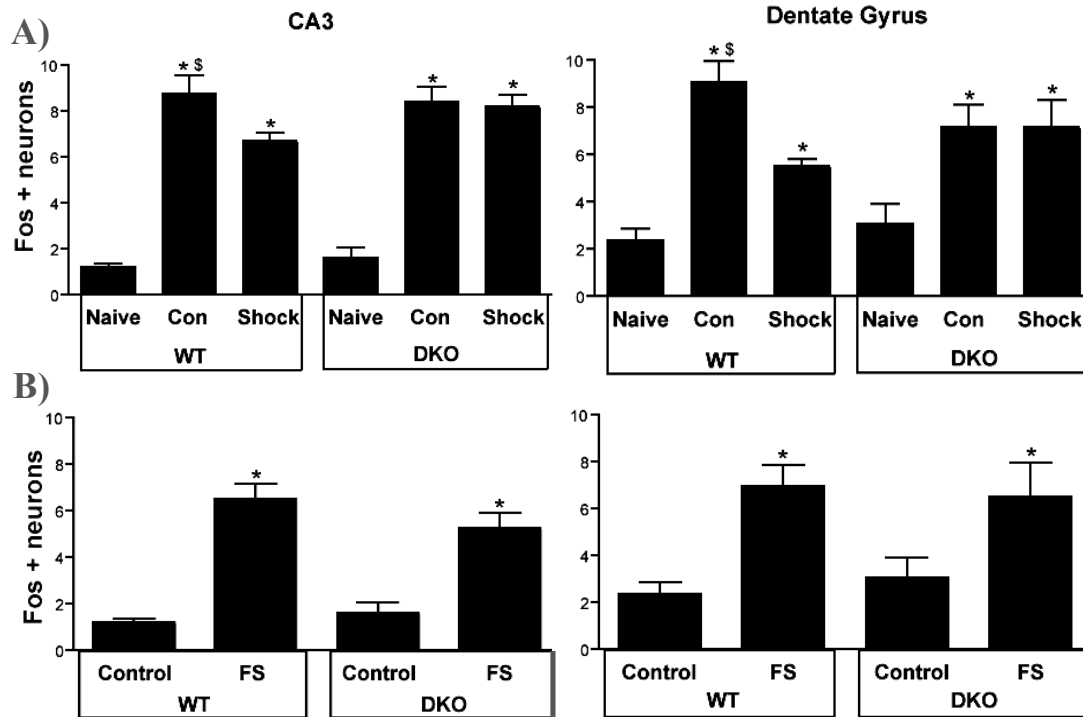 A)
CA3
Dentate Gyrus
Fos + neurons
10
8
6
4
2
0
* $
*
*
*
Naive Con Shock Naive Con Shock
WT DKO
10
8
6
4
2
0
* $
*
*
*
Naive Con Shock Naive Con Shock
WT DKO
B)
Fos + neurons
10
8
6
4
2
0
*
*
Control FS Control FS
WT DKO
10
8
6
4
2
0
*
*
Control FS Control FS
WT DKO